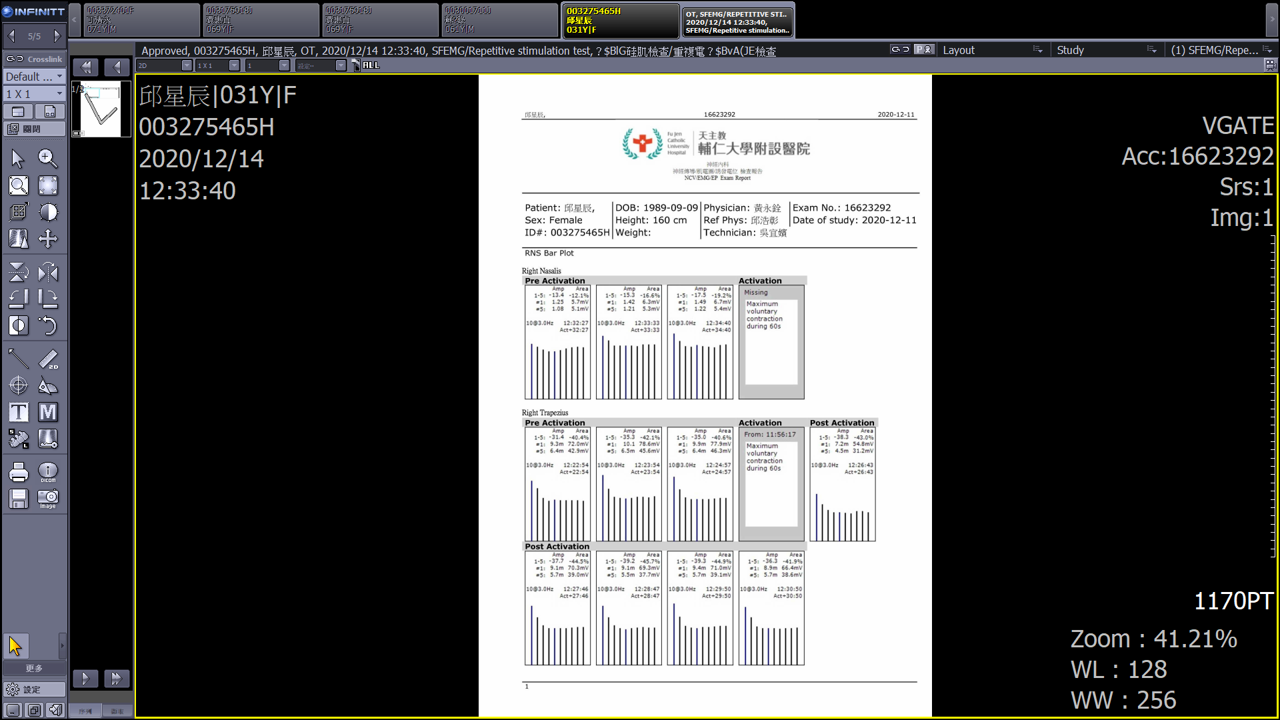 INFINITT
003275465H
邱星辰
031Y|F
OT, SFEMG/REPETITIVE STI..
2020/12/14 12:33:40,
SFEMG/Repetitive stimulation..
5/5
Crosslink
Approved, 003275465H, 邱星辰, OT, 2020/12/14 12:33:40, SFEMG/Repetitive stimulation test, ?$BlG硅肌檢查/重複電?$BvA(JE檢查
Layout
Study
(1) SFEMG/Repe...
Default ...
1 X 1
2D
1X1
1
ALL
邱星辰|031Y|F
003275465H
2020/12/14
12:33:40
VGATE
Acc:16623292
Srs:1
Img:1
邱星辰,
16623292
2020-12-11
Fu Jen
Catholic
University
Hospital
天主教
輔仁大學附設醫院
神經內科
NCV/EMG/EP Exam Report
Patient: 邱星辰,
DOB: 1989-09-09
Physician: 黃永銓
Exam No.: 16623292
Sex: Female
Height: 160 cm
Ref Phys: 邱浩彰
Date of study: 2020-12-11
ID#: 003275465H
Weight:
Technician: 吳宜嬪
RNS Bar Plot
Right Nasalis
Pre Activation
Activation
Amp Area
1-5: -13.4 -12.1%
#1: 1.25 5.7mV
#5: 1.08 5.1mV
10@3.0Hz 12:32:27
Act=32:27
Amp Area
1-5: -15.3 -16.6%
#1: 1.42 6.3mV
#5: 1.21 5.3mV
10@3.0Hz 12:33:33
Act=33:33
Amp Area
1-5: -17.5 -19.2%
#1: 1.49 6.7mV
#5: 1.22 5.4mV
10@3.0Hz 12:34:40
Act=34:40
Missing
Maximum
voluntary
contraction
during 60s
Right Trapezius
Pre Activation
Activation
Post Activation
Amp Area
1-5: -31.4 -40.4%
#1: 9.3m 72.0mV
#5: 6.4m 42.9mV
10@3.0Hz 12:22:54
Act=22:54
Amp Area
1-5: -35.3 -42.1%
#1: 10.1 78.6mV
#5: 6.5m 45.6mV
10@3.0Hz 12:23:54
Act=23:54
Amp Area
1-5: -35.0 -40.6%
#1: 9.9m 77.9mV
#5: 6.4m 46.3mV
10@3.0Hz 12:24:57
Act=24:57
From: 11:56:17
Maximum
voluntary
contraction
during 60s
Amp Area
1-5: -38.3 -43.0%
#1: 7.2m 54.8mV
#5: 4.5m 31.2mV
10@3.0Hz 12:26:43
Act=26:43
Post Activation
Amp Area
1-5: -37.7 -44.5%
#1: 9.1m 70.3mV
#5: 5.7m 39.0mV
10@3.0Hz 12:27:46
Act=27:46
Amp Area
1-5: -39.2 -45.7%
#1: 9.1m 69.3mV
#5: 5.5m 37.7mV
10@3.0Hz 12:28:47
Act=28:47
Amp Area
1-5: -39.3 -44.9%
#1: 9.4m 71.0mV
#5: 5.7m 39.1mV
10@3.0Hz 12:29:50
Act=29:50
Amp Area
1-5: -36.3 -41.9%
#1: 8.9m 66.4mV
#5: 5.7m 38.6mV
10@3.0Hz 12:30:50
Act=30:50
1
更多
設定
1170PT
Zoom : 41.21%
WL : 128
WW : 256